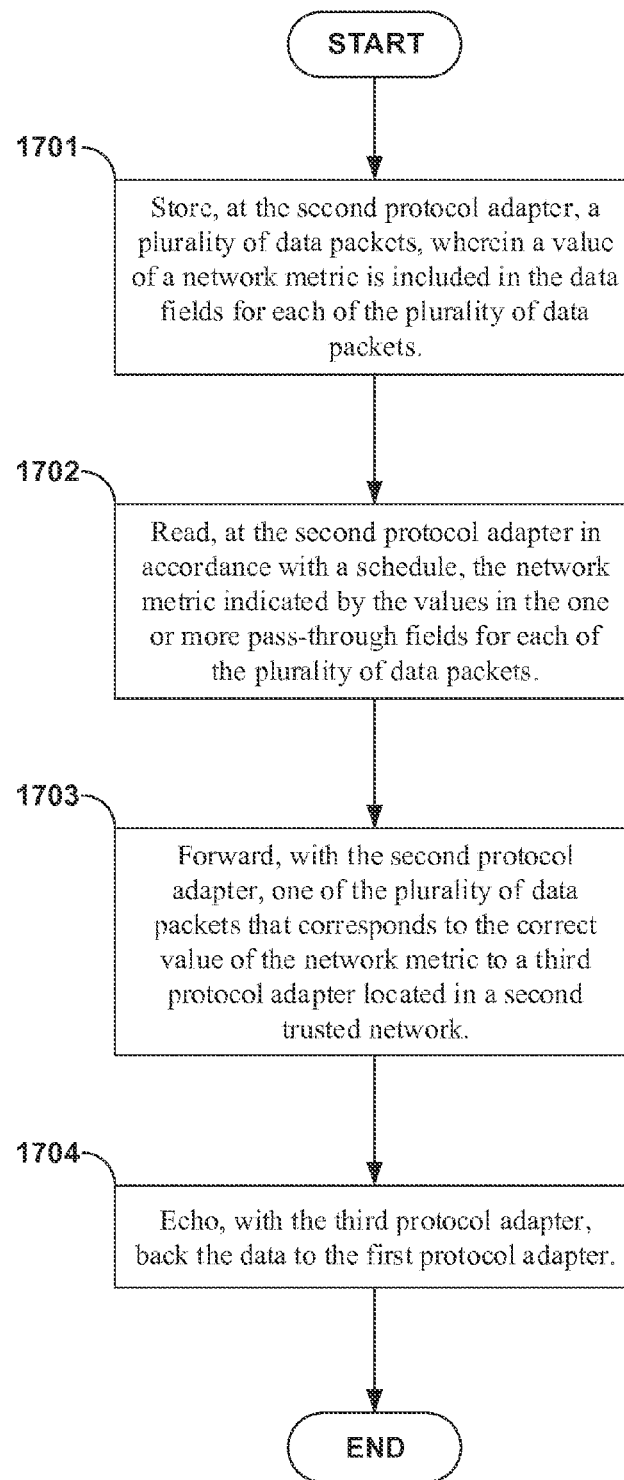 START
1701
Store, at the second protocol adapter, a
plurality of data packets, wherein a value
of a network metric is included in the data
fields for each of the plurality of data
packets.
1702
Read, at the second protocol adapter in
accordance with a schedule, the network
metric indicated by the values in the one
or more pass-through fields for each of
the plurality of data packets.
1703
Forward, with the second protocol
adapter, one of the plurality of data
packets that corresponds to the correct
value of the network metric to a third
protocol adapter located in a second
trusted network.
1704
Echo, with the third protocol adapter,
back the data to the first protocol adapter.
END